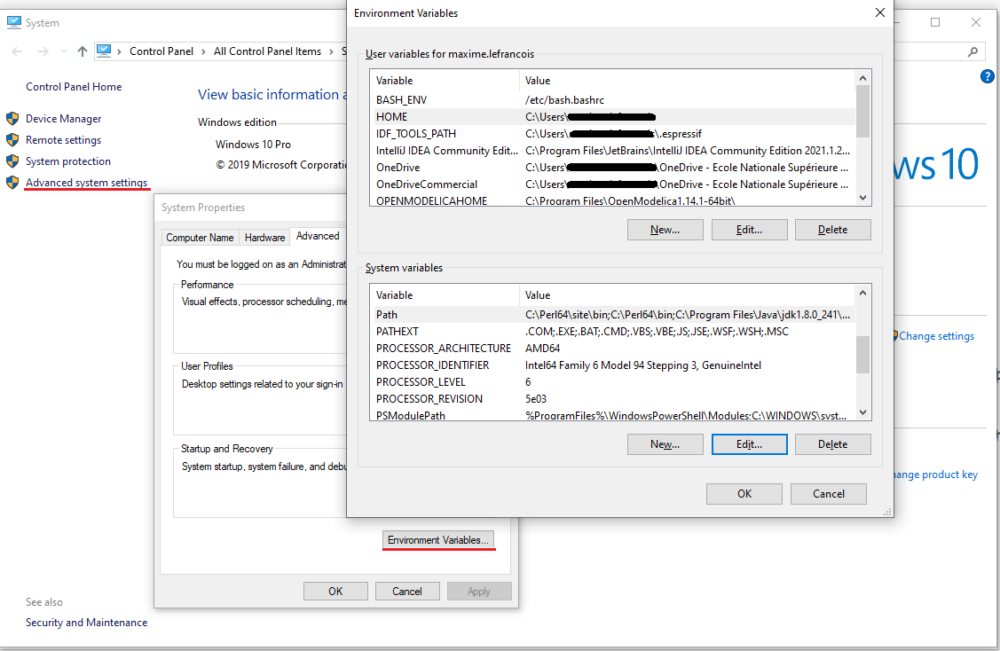 System
Control Panel > All Control Panel Items > S
Control Panel Home
Device Manager
Remote settings
System protection
Advanced system settings
See also
Security and Maintenance
View basic information a
Windows edition
Windows 10 Pro
© 2019 Microsoft Corporatio
ws 10
Change settings
hange product key
System Properties
Computer Name
Hardware
Advanced
You must be logged on as an Administrat
Performance
Visual effects, processor scheduling, me
User Profiles
Desktop settings related to your sign-in
Startup and Recovery
System startup, system failure, and debu
Environment Variables...
OK Cancel Apply
Environment Variables
User variables for maxime.lefrancois
Variable Value
BASH_ENV /etc/bash.bashrc
HOME C:\Users\
IDF_TOOLS_PATH C:\Users\ \.espressif
IntelliJ IDEA Community Edit... C:\Program Files\JetBrains\IntelliJ IDEA Community Edition 2021.1.2...
OneDrive C:\Users\ \OneDrive - Ecole Nationale Supérieure ...
OneDriveCommercial C:\Users\ \OneDrive - Ecole Nationale Supérieure ...
OPENMODELICAHOME C:\Program Files\OpenModelica1.14.1-64bit\
New... Edit... Delete
System variables
Variable Value
Path C:\Perl64\site\bin;C:\Perl64\bin;C:\Program Files\Java\jdk1.8.0_241\...
PATHEXT .COM;.EXE;.BAT;.CMD;.VBS;.VBE;.JS;.JSE;.WSF;.WSH;.MSC
PROCESSOR_ARCHITECTURE AMD64
PROCESSOR_IDENTIFIER Intel64 Family 6 Model 94 Stepping 3, GenuineIntel
PROCESSOR_LEVEL 6
PROCESSOR_REVISION 5e03
PSModulePath %ProgramFiles%\WindowsPowerShell\Modules;C:\WINDOWS\syst...
New... Edit... Delete
OK Cancel